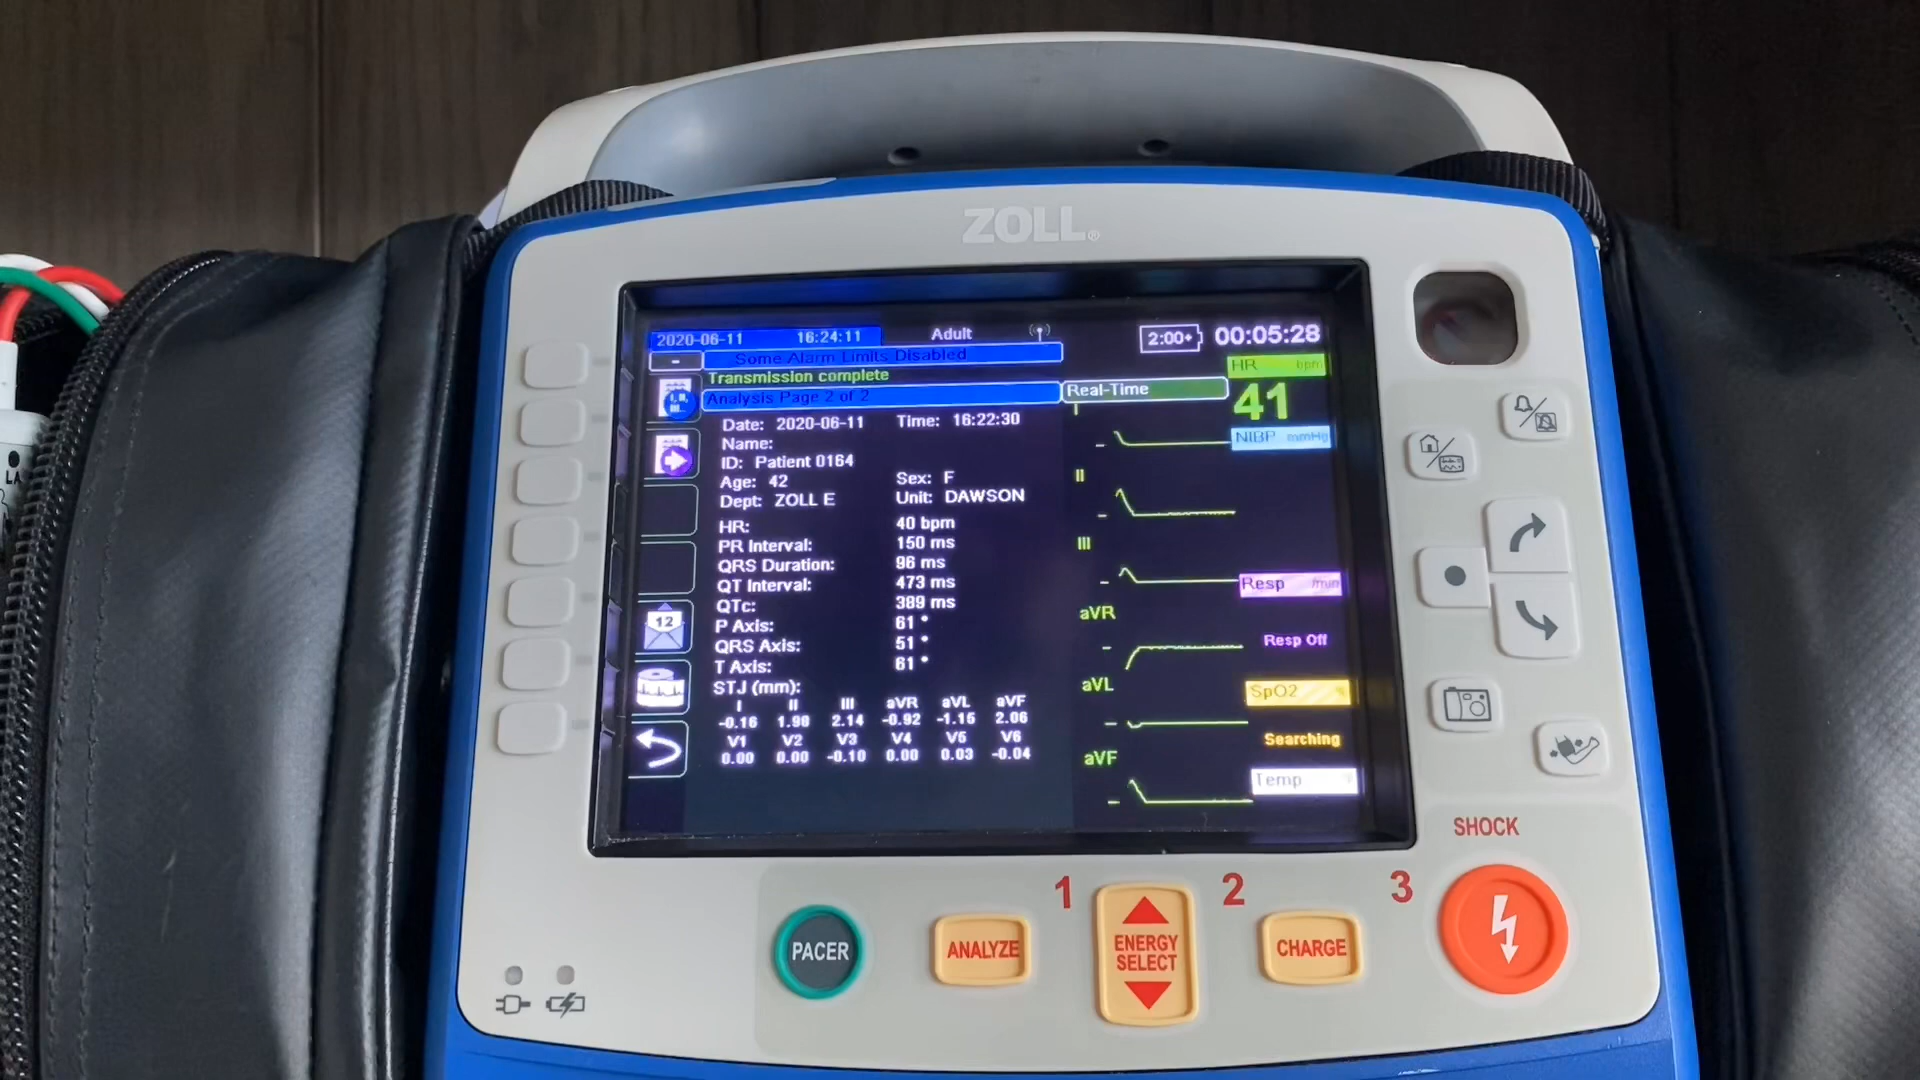 ZOLL®
2020-06-11 16:24:11 Adult 2:00+ 00:05:28
- Some Alarm Limits Disabled
Transmission complete
Analysis Page 2 of 2
Real-Time
HR bpm
41
NIBP mmHg
Date: 2020-06-11 Time: 16:22:30
Name:
ID: Patient 0164
Age: 42 Sex: F
Dept: ZOLL E Unit: DAWSON
HR: 40 bpm
PR Interval: 150 ms
QRS Duration: 96 ms
QT Interval: 473 ms
QTc: 389 ms
P Axis: 61 °
QRS Axis: 51 °
T Axis: 61 °
STJ (mm):
I II III aVR aVL aVF
-0.16 1.98 2.14 -0.92 -1.15 2.06
V1 V2 V3 V4 V5 V6
0.00 0.00 -0.10 0.00 0.03 -0.04
12
I
II
III
aVR
aVL
aVF
Resp /min
Resp Off
SpO2
Searching
Temp
LA
SHOCK
1 2 3
PACER
ANALYZE
ENERGY
SELECT
CHARGE